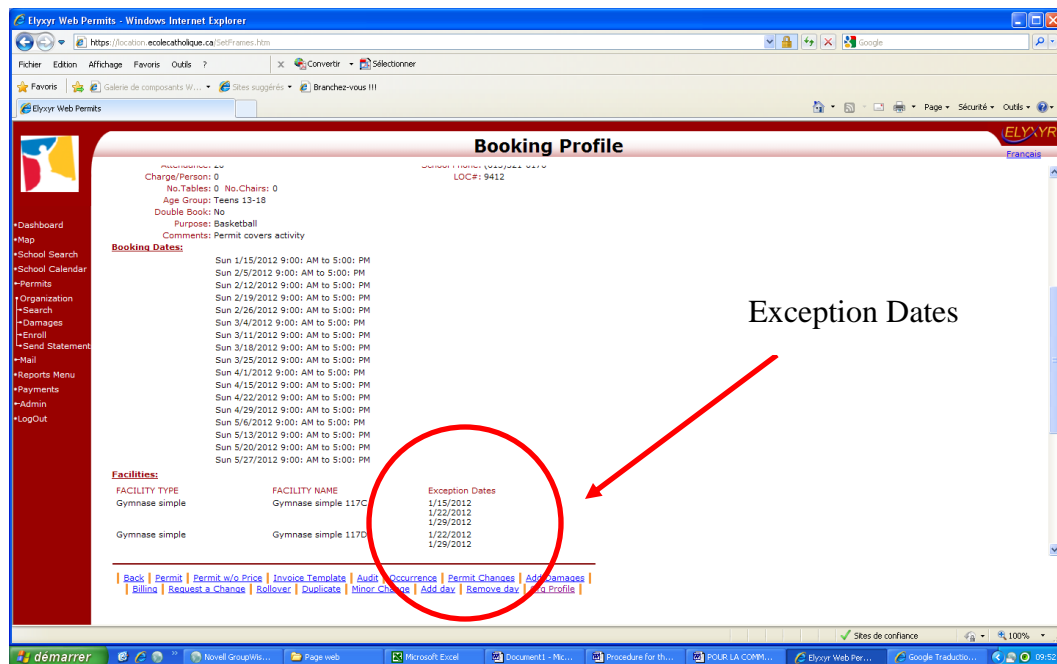 Elyxyr Web Permits - Windows Internet Explorer
https://location.ecolecatholique.ca/SetFrames.htm
Google
Fichier Edition Affichage Favoris Outils ?
x Convertir Sélectionner
Favoris Galerie de composants W... Sites suggérés Branchez-vous !!!
Elyxyr Web Permits
Page Sécurité Outils
ELYXYR
Booking Profile
Français
Attendance: 20
Charge/Person: 0 LOC#: 9412
No.Tables: 0 No.Chairs: 0
Age Group: Teens 13-18
Double Book: No
Purpose: Basketball
Comments: Permit covers activity
Booking Dates:
Sun 1/15/2012 9:00: AM to 5:00: PM
Sun 2/5/2012 9:00: AM to 5:00: PM
Sun 2/12/2012 9:00: AM to 5:00: PM
Sun 2/19/2012 9:00: AM to 5:00: PM
Sun 2/26/2012 9:00: AM to 5:00: PM
Sun 3/4/2012 9:00: AM to 5:00: PM
Sun 3/11/2012 9:00: AM to 5:00: PM
Sun 3/18/2012 9:00: AM to 5:00: PM
Sun 3/25/2012 9:00: AM to 5:00: PM
Sun 4/1/2012 9:00: AM to 5:00: PM
Sun 4/15/2012 9:00: AM to 5:00: PM
Sun 4/22/2012 9:00: AM to 5:00: PM
Sun 4/29/2012 9:00: AM to 5:00: PM
Sun 5/6/2012 9:00: AM to 5:00: PM
Sun 5/13/2012 9:00: AM to 5:00: PM
Sun 5/20/2012 9:00: AM to 5:00: PM
Sun 5/27/2012 9:00: AM to 5:00: PM
Exception Dates
Dashboard
Map
School Search
School Calendar
Permits
Organization
Search
Damages
Enroll
Send Statement
Mail
Reports Menu
Payments
Admin
LogOut
Facilities:
FACILITY TYPE FACILITY NAME Exception Dates
Gymnase simple Gymnase simple 117C 1/15/2012
1/22/2012
1/29/2012
Gymnase simple Gymnase simple 117D 1/22/2012
1/29/2012
| Back | Permit | Permit w/o Price | Invoice Template | Audit | Occurrence | Permit Changes | Add Damages |
| Billing | Request a Change | Rollover | Duplicate | Minor Change | Add day | Remove day | Org Profile |
Sites de confiance 100%
démarrer Novell GroupWis... Page web Microsoft Excel Document1 - Mic... Procedure for th... POUR LA COMM... Elyxyr Web Per... Google Traductio... 09:52